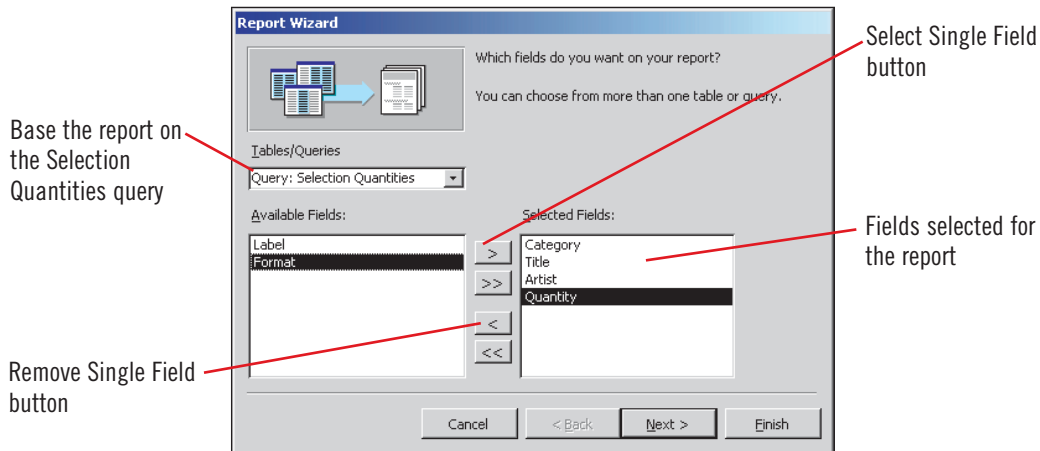 Report Wizard
Which fields do you want on your report?
You can choose from more than one table or query.
Tables/Queries
Query: Selection Quantities
Available Fields:
Label
Format
>
>>
<
<<
Selected Fields:
Category
Title
Artist
Quantity
Cancel
< Back
Next >
Finish
Base the report on
the Selection
Quantities query
Remove Single Field
button
Select Single Field
button
Fields selected for
the report